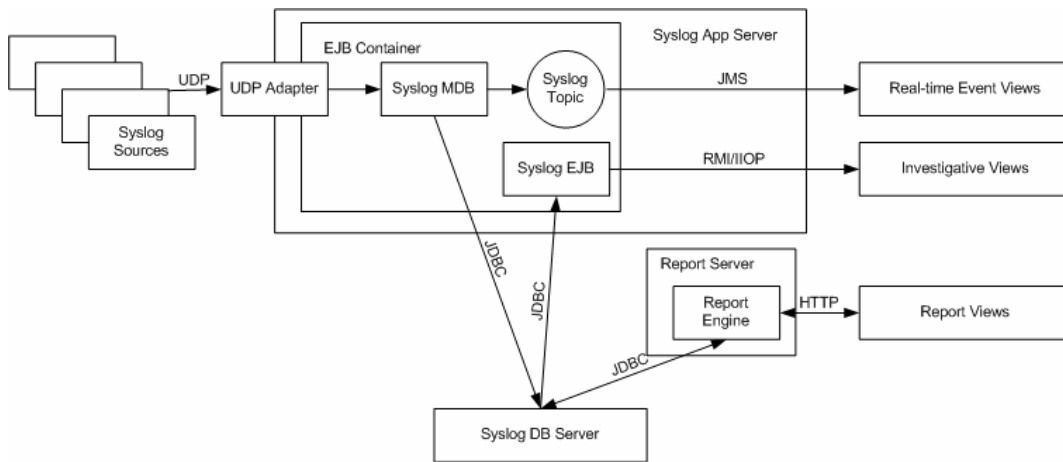 Syslog App Server
EJB Container
UDP
UDP Adapter
Syslog MDB
Syslog
Topic
JMS
Real-time Event Views
Syslog
Sources
Syslog EJB
RMI/IIOP
Investigative Views
JDBC
JDBC
Report Server
Report
Engine
HTTP
Report Views
JDBC
Syslog DB Server